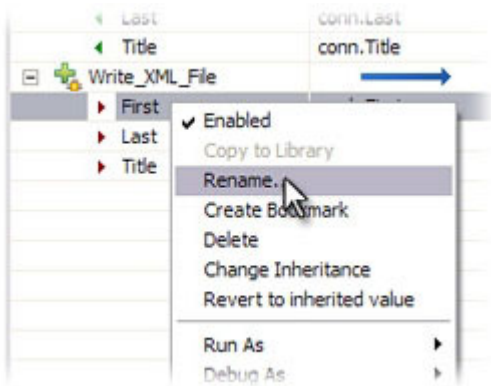 Last conn.Last
Title conn.Title
Write_XML_File
First
Last
Title
Enabled
Copy to Library
Rename...
Create Bookmark
Delete
Change Inheritance
Revert to inherited value
Run As
Debug As